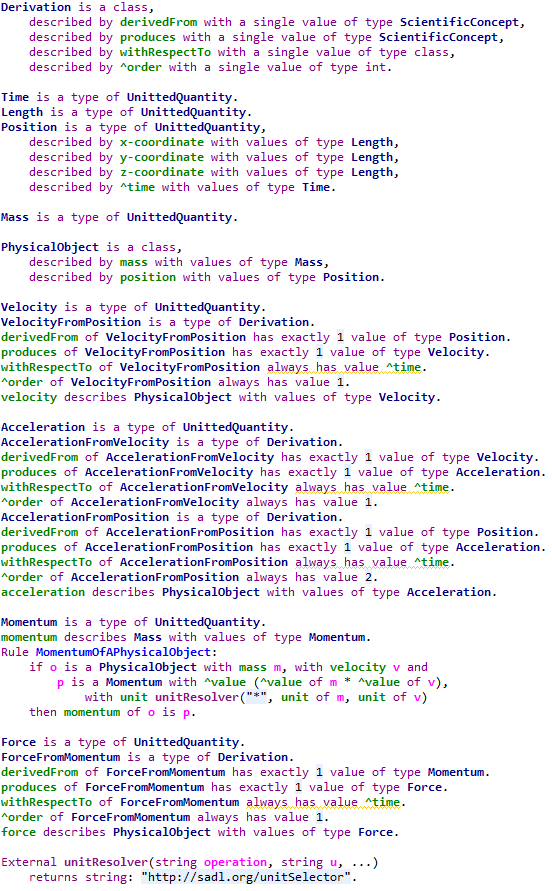 Derivation is a class,
    described by derivedFrom with a single value of type ScientificConcept,
    described by produces with a single value of type ScientificConcept,
    described by withRespectTo with a single value of type class,
    described by ^order with a single value of type int.

Time is a type of UnittedQuantity.
Length is a type of UnittedQuantity.
Position is a type of UnittedQuantity,
    described by x-coordinate with values of type Length,
    described by y-coordinate with values of type Length,
    described by z-coordinate with values of type Length,
    described by ^time with values of type Time.

Mass is a type of UnittedQuantity.

PhysicalObject is a class,
    described by mass with values of type Mass,
    described by position with values of type Position.

Velocity is a type of UnittedQuantity.
VelocityFromPosition is a type of Derivation.
derivedFrom of VelocityFromPosition has exactly 1 value of type Position.
produces of VelocityFromPosition has exactly 1 value of type Velocity.
withRespectTo of VelocityFromPosition always has value ^time.
^order of VelocityFromPosition always has value 1.
velocity describes PhysicalObject with values of type Velocity.

Acceleration is a type of UnittedQuantity.
AccelerationFromVelocity is a type of Derivation.
derivedFrom of AccelerationFromVelocity has exactly 1 value of type Velocity.
produces of AccelerationFromVelocity has exactly 1 value of type Acceleration.
withRespectTo of AccelerationFromVelocity always has value ^time.
^order of AccelerationFromVelocity always has value 1.
AccelerationFromPosition is a type of Derivation.
derivedFrom of AccelerationFromPosition has exactly 1 value of type Position.
produces of AccelerationFromPosition has exactly 1 value of type Acceleration.
withRespectTo of AccelerationFromPosition always has value ^time.
^order of AccelerationFromPosition always has value 2.
acceleration describes PhysicalObject with values of type Acceleration.

Momentum is a type of UnittedQuantity.
momentum describes Mass with values of type Momentum.
Rule MomentumOfAPhysicalObject:
    if o is a PhysicalObject with mass m, with velocity v and
        p is a Momentum with ^value (^value of m * ^value of v),
            with unit unitResolver("*", unit of m, unit of v)
    then momentum of o is p.

Force is a type of UnittedQuantity.
ForceFromMomentum is a type of Derivation.
derivedFrom of ForceFromMomentum has exactly 1 value of type Momentum.
produces of ForceFromMomentum has exactly 1 value of type Force.
withRespectTo of ForceFromMomentum always has value ^time.
^order of ForceFromMomentum always has value 1.
force describes PhysicalObject with values of type Force.

External unitResolver(string operation, string u, ...)
    returns string: "http://sadl.org/unitSelector".